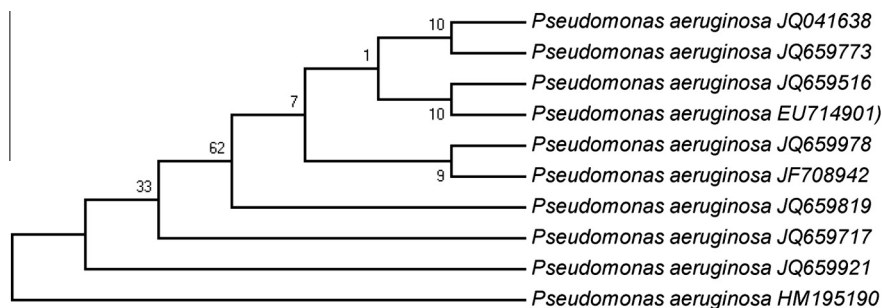 10 Pseudomonas aeruginosa JQ041638
Pseudomonas aeruginosa JQ659773
1
Pseudomonas aeruginosa JQ659516
10 Pseudomonas aeruginosa EU714901)
7
Pseudomonas aeruginosa JQ659978
62
9 Pseudomonas aeruginosa JF708942
33
Pseudomonas aeruginosa JQ659819
Pseudomonas aeruginosa JQ659717
Pseudomonas aeruginosa JQ659921
Pseudomonas aeruginosa HM195190